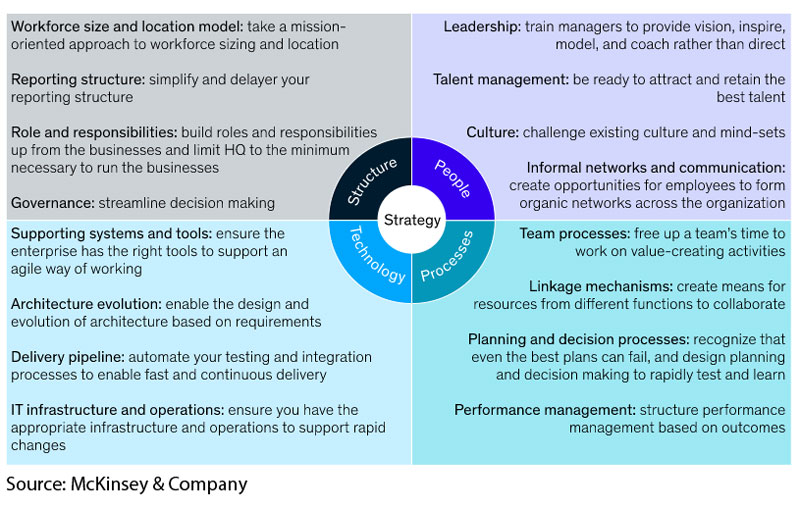 Workforce size and location model: take a mission-
oriented approach to workforce sizing and location
Reporting structure: simplify and delayer your
reporting structure
Role and responsibilities: build roles and responsibilities
up from the businesses and limit HQ to the minimum
necessary to run the businesses
Governance: streamline decision making
Leadership: train managers to provide vision, inspire,
model, and coach rather than direct
Talent management: be ready to attract and retain the
best talent
Culture: challenge existing culture and mind-sets
Informal networks and communication:
create opportunities for employees to form
organic networks across the organization
Structure
People
Strategy
Technology
Processes
Supporting systems and tools: ensure the
enterprise has the right tools to support an
agile way of working
Architecture evolution: enable the design and
evolution of architecture based on requirements
Delivery pipeline: automate your testing and integration
processes to enable fast and continuous delivery
IT infrastructure and operations: ensure you have the
appropriate infrastructure and operations to support rapid
changes
Team processes: free up a team's time to
work on value-creating activities
Linkage mechanisms: create means for
resources from different functions to collaborate
Planning and decision processes: recognize that
even the best plans can fail, and design planning
and decision making to rapidly test and learn
Performance management: structure performance
management based on outcomes
Source: McKinsey & Company